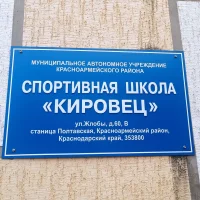 МУНИЦИПАЛЬНОЕ АВТОНОМНОЕ УЧРЕЖДЕНИЕ
КРАСНОАРМЕЙСКОГО РАЙОНА
СПОРТИВНАЯ ШКОЛА
«КИРОВЕЦ»
ул.Жлобы, д.60, В
станица Полтавская, Красноармейский район,
Краснодарский край, 353800